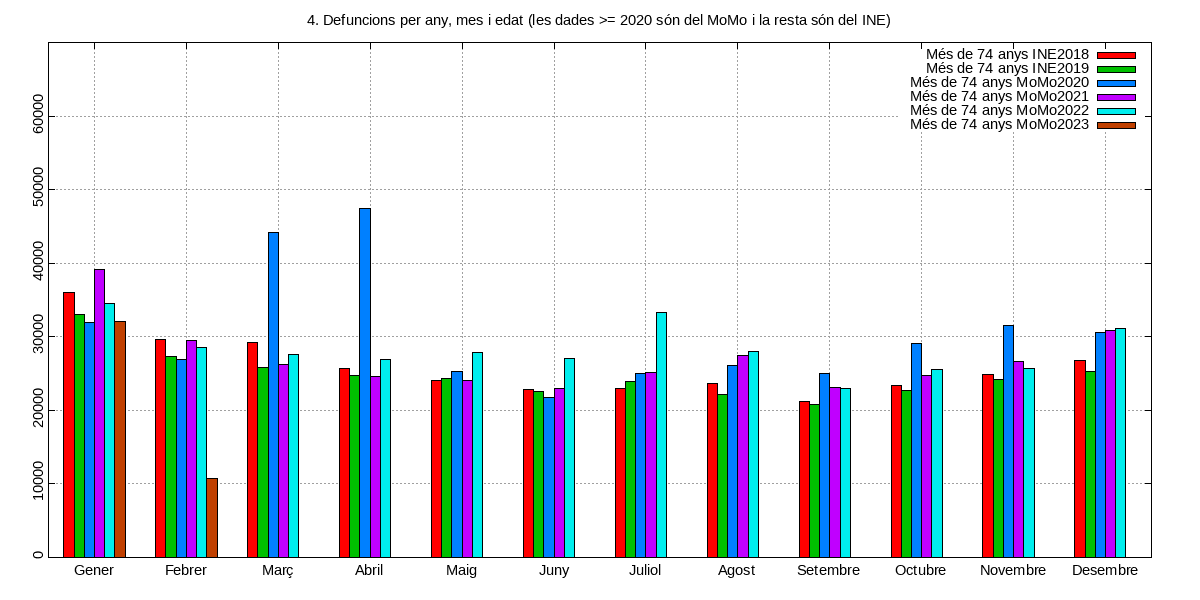 4. Defuncions per any, mes i edat (les dades >= 2020 són del MoMo i la resta són del INE)
Més de 74 anys INE2018
Més de 74 anys INE2019
Més de 74 anys MoMo2020
Més de 74 anys MoMo2021
Més de 74 anys MoMo2022
Més de 74 anys MoMo2023
60000
50000
40000
30000
20000
10000
0
Gener Febrer Març Abril Maig Juny Juliol Agost Setembre Octubre Novembre Desembre